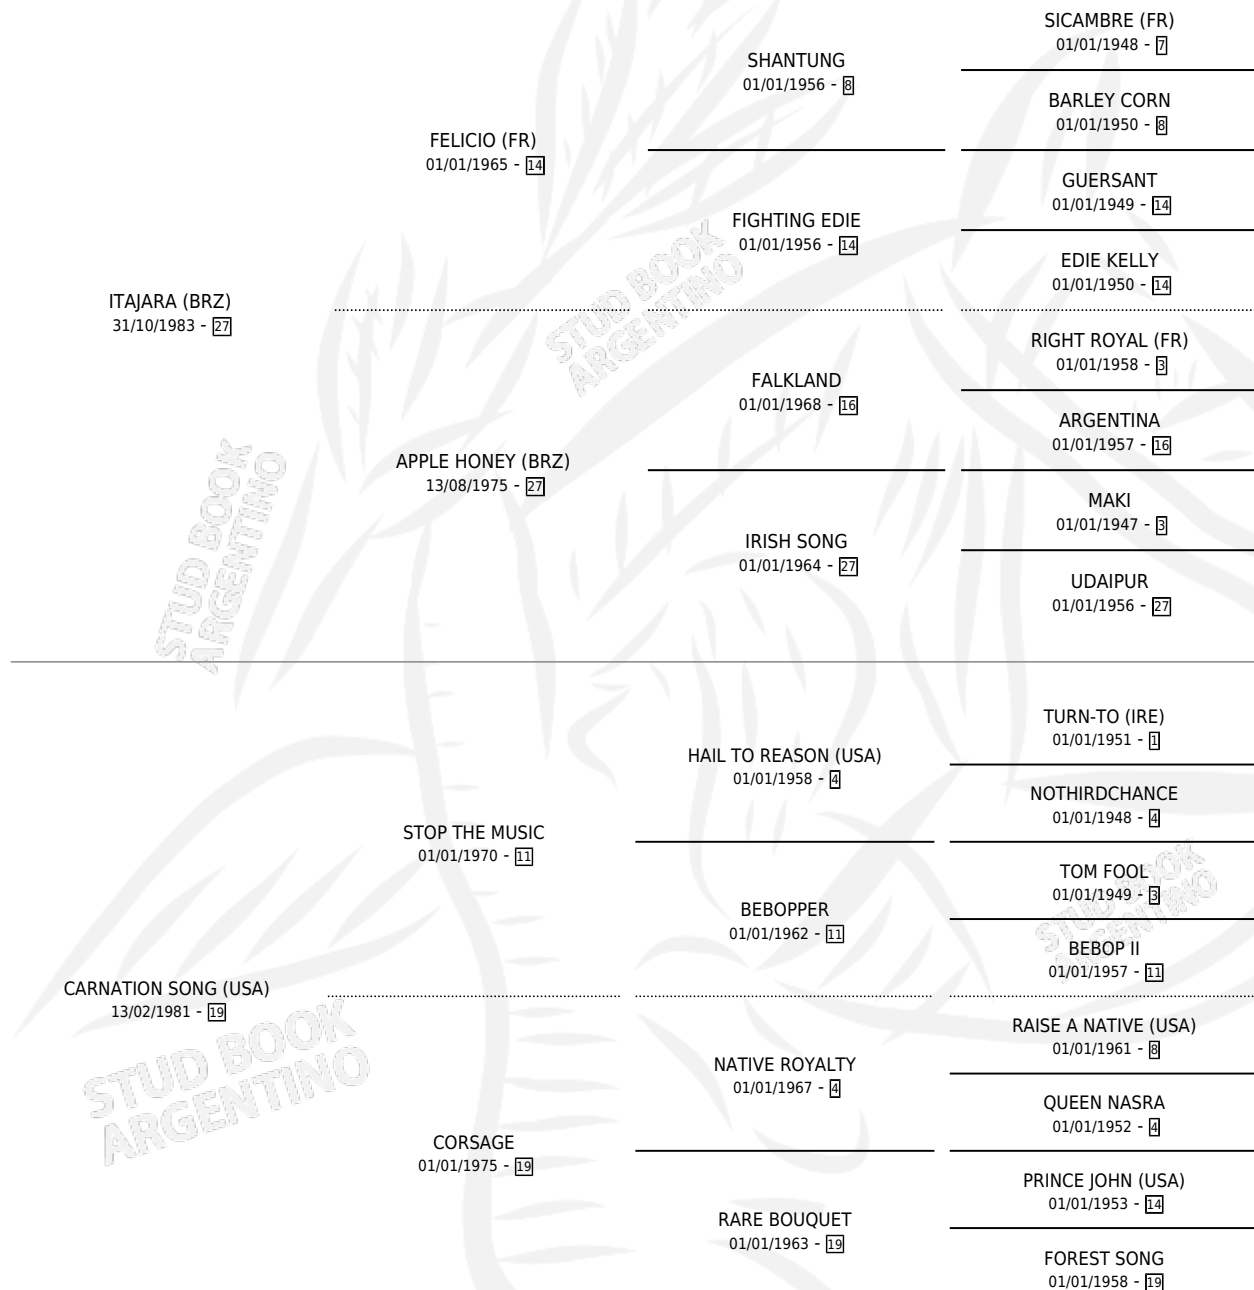 SICAMBRE (FR)
01/01/1948 - 7
SHANTUNG
01/01/1956 - 8
BARLEY CORN
01/01/1950 - 8
FELICIO (FR)
01/01/1965 - 14
GUERSANT
01/01/1949 - 14
FIGHTING EDIE
01/01/1956 - 14
EDIE KELLY
01/01/1950 - 14
ITAJARA (BRZ)
31/10/1983 - 27
RIGHT ROYAL (FR)
01/01/1958 - 3
FALKLAND
01/01/1968 - 16
ARGENTINA
01/01/1957 - 16
APPLE HONEY (BRZ)
13/08/1975 - 27
MAKI
01/01/1947 - 3
IRISH SONG
01/01/1964 - 27
UDAIPUR
01/01/1956 - 27
TURN-TO (IRE)
01/01/1951 - 1
HAIL TO REASON (USA)
01/01/1958 - 4
NOTHIRDCHANCE
01/01/1948 - 4
STOP THE MUSIC
01/01/1970 - 11
TOM FOOL
01/01/1949 - 3
BEBOPPER
01/01/1962 - 11
BEBOP II
01/01/1957 - 11
CARNATION SONG (USA)
13/02/1981 - 19
RAISE A NATIVE (USA)
01/01/1961 - 8
NATIVE ROYALTY
01/01/1967 - 4
QUEEN NASRA
01/01/1952 - 4
CORSAGE
01/01/1975 - 19
PRINCE JOHN (USA)
01/01/1953 - 14
RARE BOUQUET
01/01/1963 - 19
FOREST SONG
01/01/1958 - 19
STUD BOOK
ARGENTINO
STUD BOOK
ARGENTINO
STUD BOOK
ARGENTINO
STUD BOOK
ARGENTINO